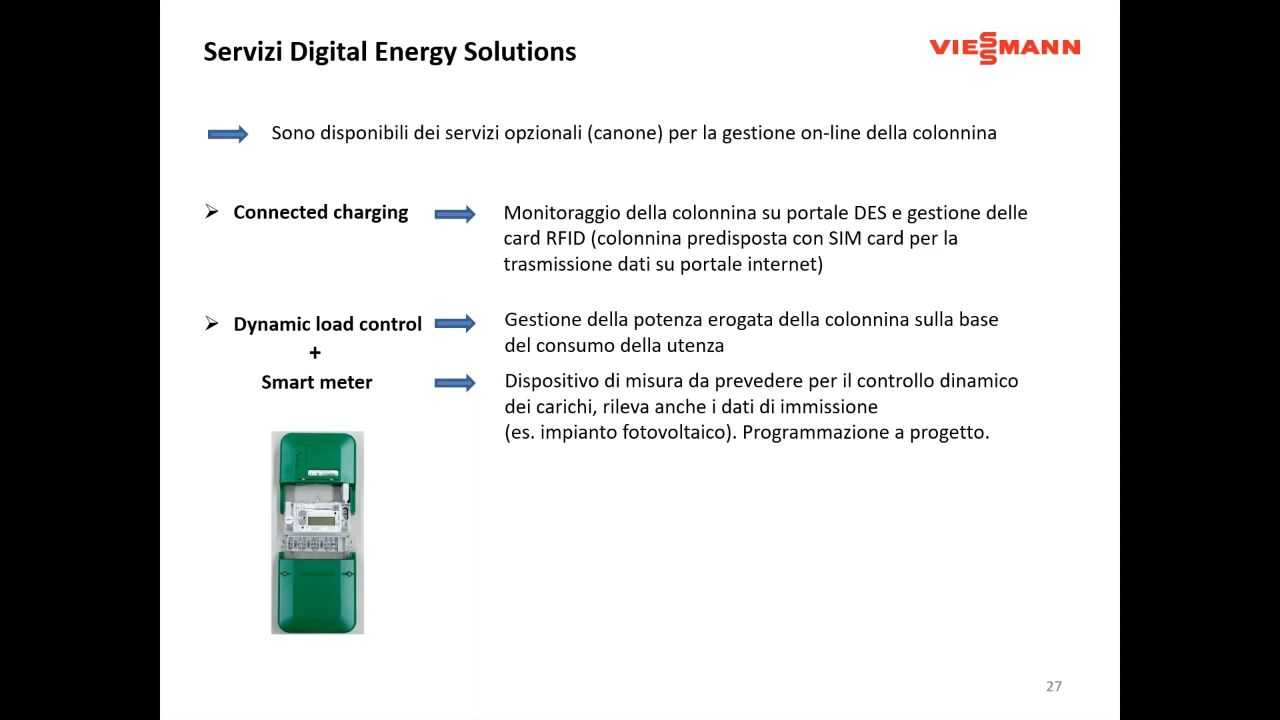 Servizi Digital Energy Solutions
VIESSMANN
Sono disponibili dei servizi opzionali (canone) per la gestione on-line della colonnina
➢ Connected charging
Monitoraggio della colonnina su portale DES e gestione delle
card RFID (colonnina predisposta con SIM card per la
trasmissione dati su portale internet)
➢ Dynamic load control
Gestione della potenza erogata della colonnina sulla base
del consumo della utenza
+
Smart meter
Dispositivo di misura da prevedere per il controllo dinamico
dei carichi, rileva anche i dati di immissione
(es. impianto fotovoltaico). Programmazione a progetto.
27